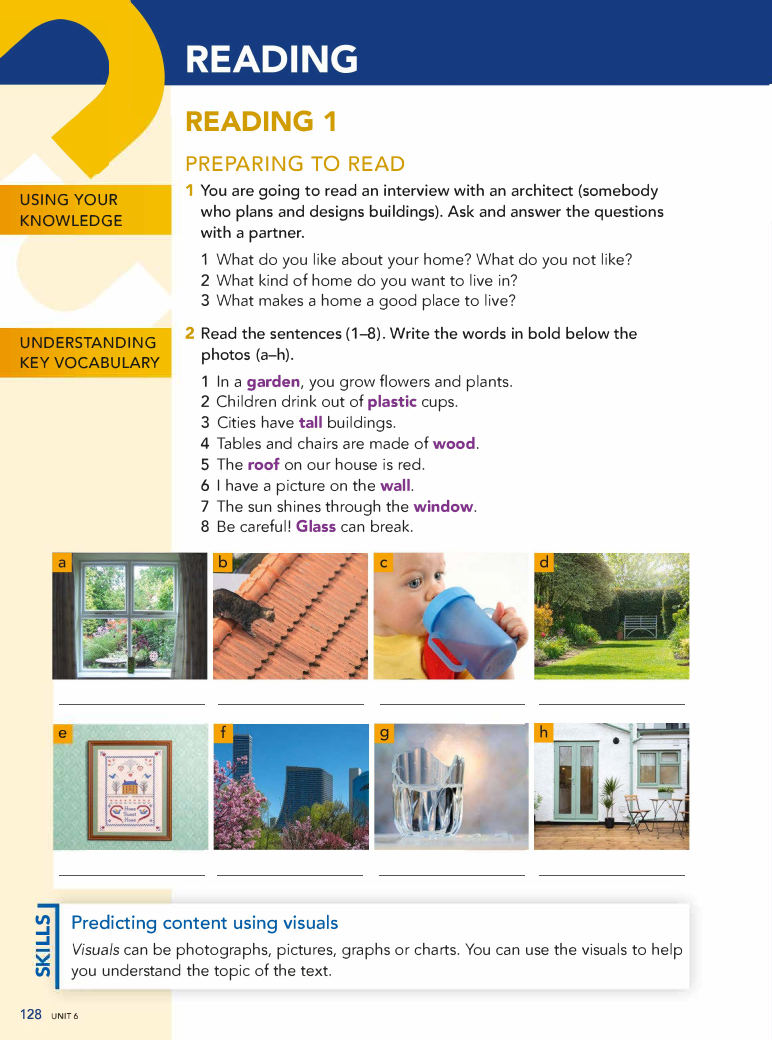 READING
READING 1
PREPARING TO READ
USING YOUR
KNOWLEDGE
1 You are going to read an interview with an architect (somebody
who plans and designs buildings). Ask and answer the questions
with a partner.
1 What do you like about your home? What do you not like?
2 What kind of home do you want to live in?
3 What makes a home a good place to live?
UNDERSTANDING
KEY VOCABULARY
2 Read the sentences (1–8). Write the words in bold below the
photos (a–h).
1 In a garden, you grow flowers and plants.
2 Children drink out of plastic cups.
3 Cities have tall buildings.
4 Tables and chairs are made of wood.
5 The roof on our house is red.
6 I have a picture on the wall.
7 The sun shines through the window.
8 Be careful! Glass can break.
a
b
c
d
e
f
g
h
Home
Sweet
Home
SKILLS
Predicting content using visuals
Visuals can be photographs, pictures, graphs or charts. You can use the visuals to help
you understand the topic of the text.
128 UNIT 6